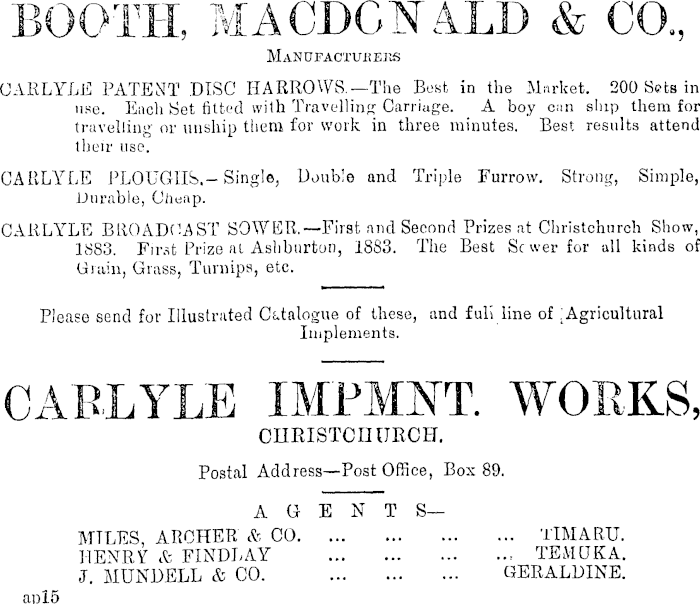 BOOTH, MACDONALD & CO.,
MANUFACTURERS
CARLYLE PATENT DISC HARROWS.—The Best in the Market. 200 Sets in
use. Each Set fitted with Travelling Carriage. A boy can ship them for
travelling or unship them for work in three minutes. Best results attend
their use.
CARLYLE PLOUGHS.—Single, Double and Triple Furrow. Strong, Simple,
Durable, Cheap.
CARLYLE BROADCAST SOWER.—First and Second Prizes at Christchurch Show,
1883. First Prize at Ashburton, 1883. The Best Sower for all kinds of
Grain, Grass, Turnips, etc.
Please send for Illustrated Catalogue of these, and full line of Agricultural
Implements.
CARLYLE IMPMNT. WORKS,
CHRISTCHURCH.
Postal Address—Post Office, Box 89.
AGENTS—
MILES, ARCHER & CO. ... ... ... ... TIMARU.
HENRY & FINDLAY ... ... ... ... TEMUKA.
J. MUNDELL & CO. ... ... ... GERALDINE.
ap15